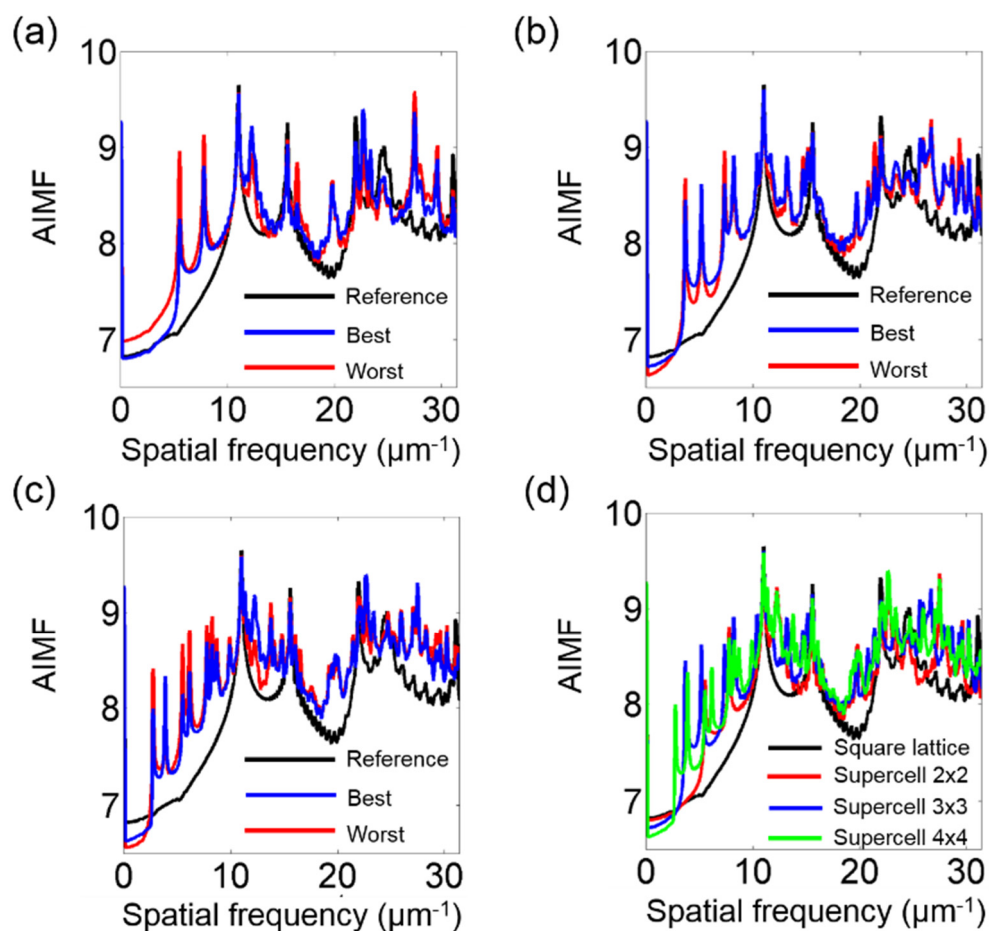 (a)
10
9
8
7
AIMF
Reference
Best
Worst
0 10 20 30
Spatial frequency (µm-1)
(b)
10
9
8
7
AIMF
Reference
Best
Worst
0 10 20 30
Spatial frequency (µm-1)
(c)
10
9
8
7
AIMF
Reference
Best
Worst
0 10 20 30
Spatial frequency (µm-1)
(d)
10
9
8
7
AIMF
Square lattice
Supercell 2x2
Supercell 3x3
Supercell 4x4
0 10 20 30
Spatial frequency (µm-1)